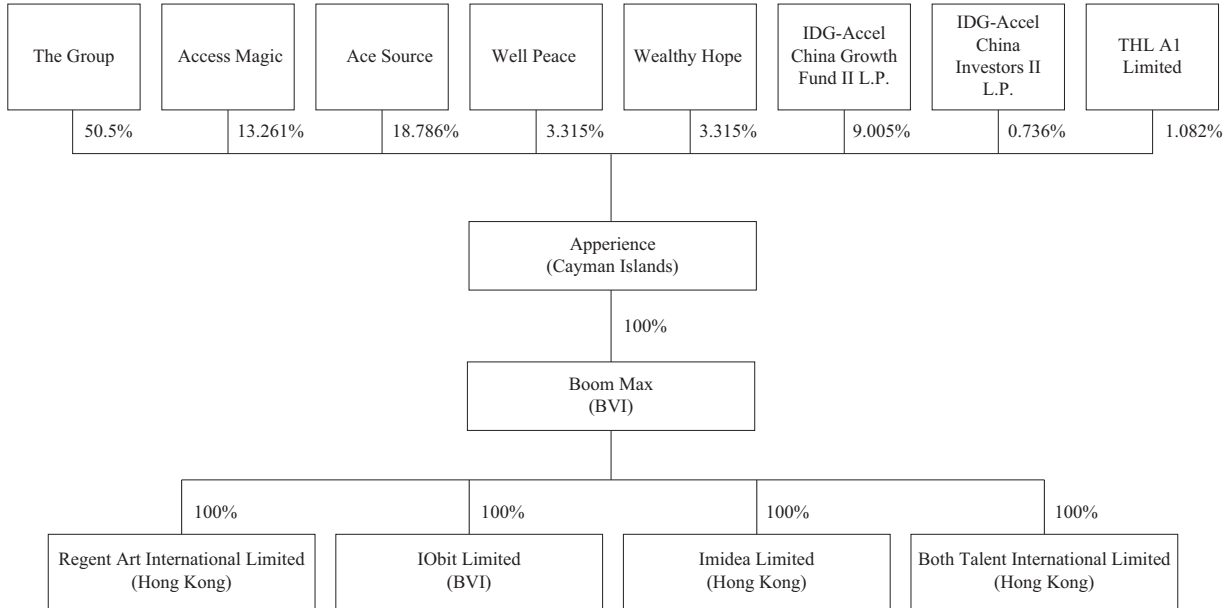 The Group
Access Magic
Ace Source
Well Peace
Wealthy Hope
IDG-Accel
China Growth
Fund II L.P.
IDG-Accel
China
Investors II
L.P.
THL A1
Limited
50.5%
13.261%
18.786%
3.315%
3.315%
9.005%
0.736%
1.082%
Apperience
(Cayman Islands)
100%
Boom Max
(BVI)
100%
100%
100%
100%
Regent Art International Limited
(Hong Kong)
IObit Limited
(BVI)
Imidea Limited
(Hong Kong)
Both Talent International Limited
(Hong Kong)